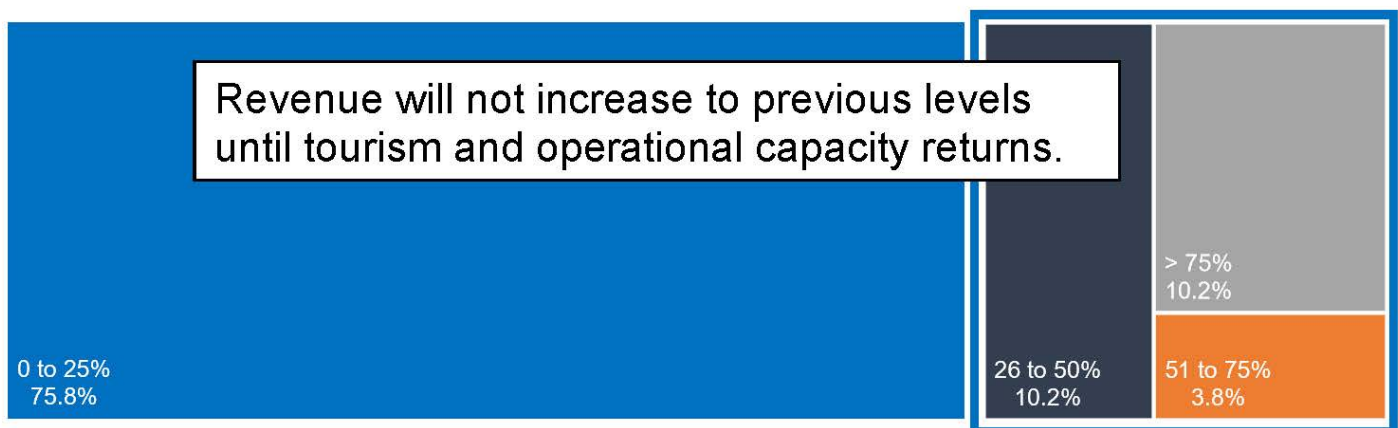 Revenue will not increase to previous levels
until tourism and operational capacity returns.
> 75%
10.2%
0 to 25%
75.8%
26 to 50%
10.2%
51 to 75%
3.8%